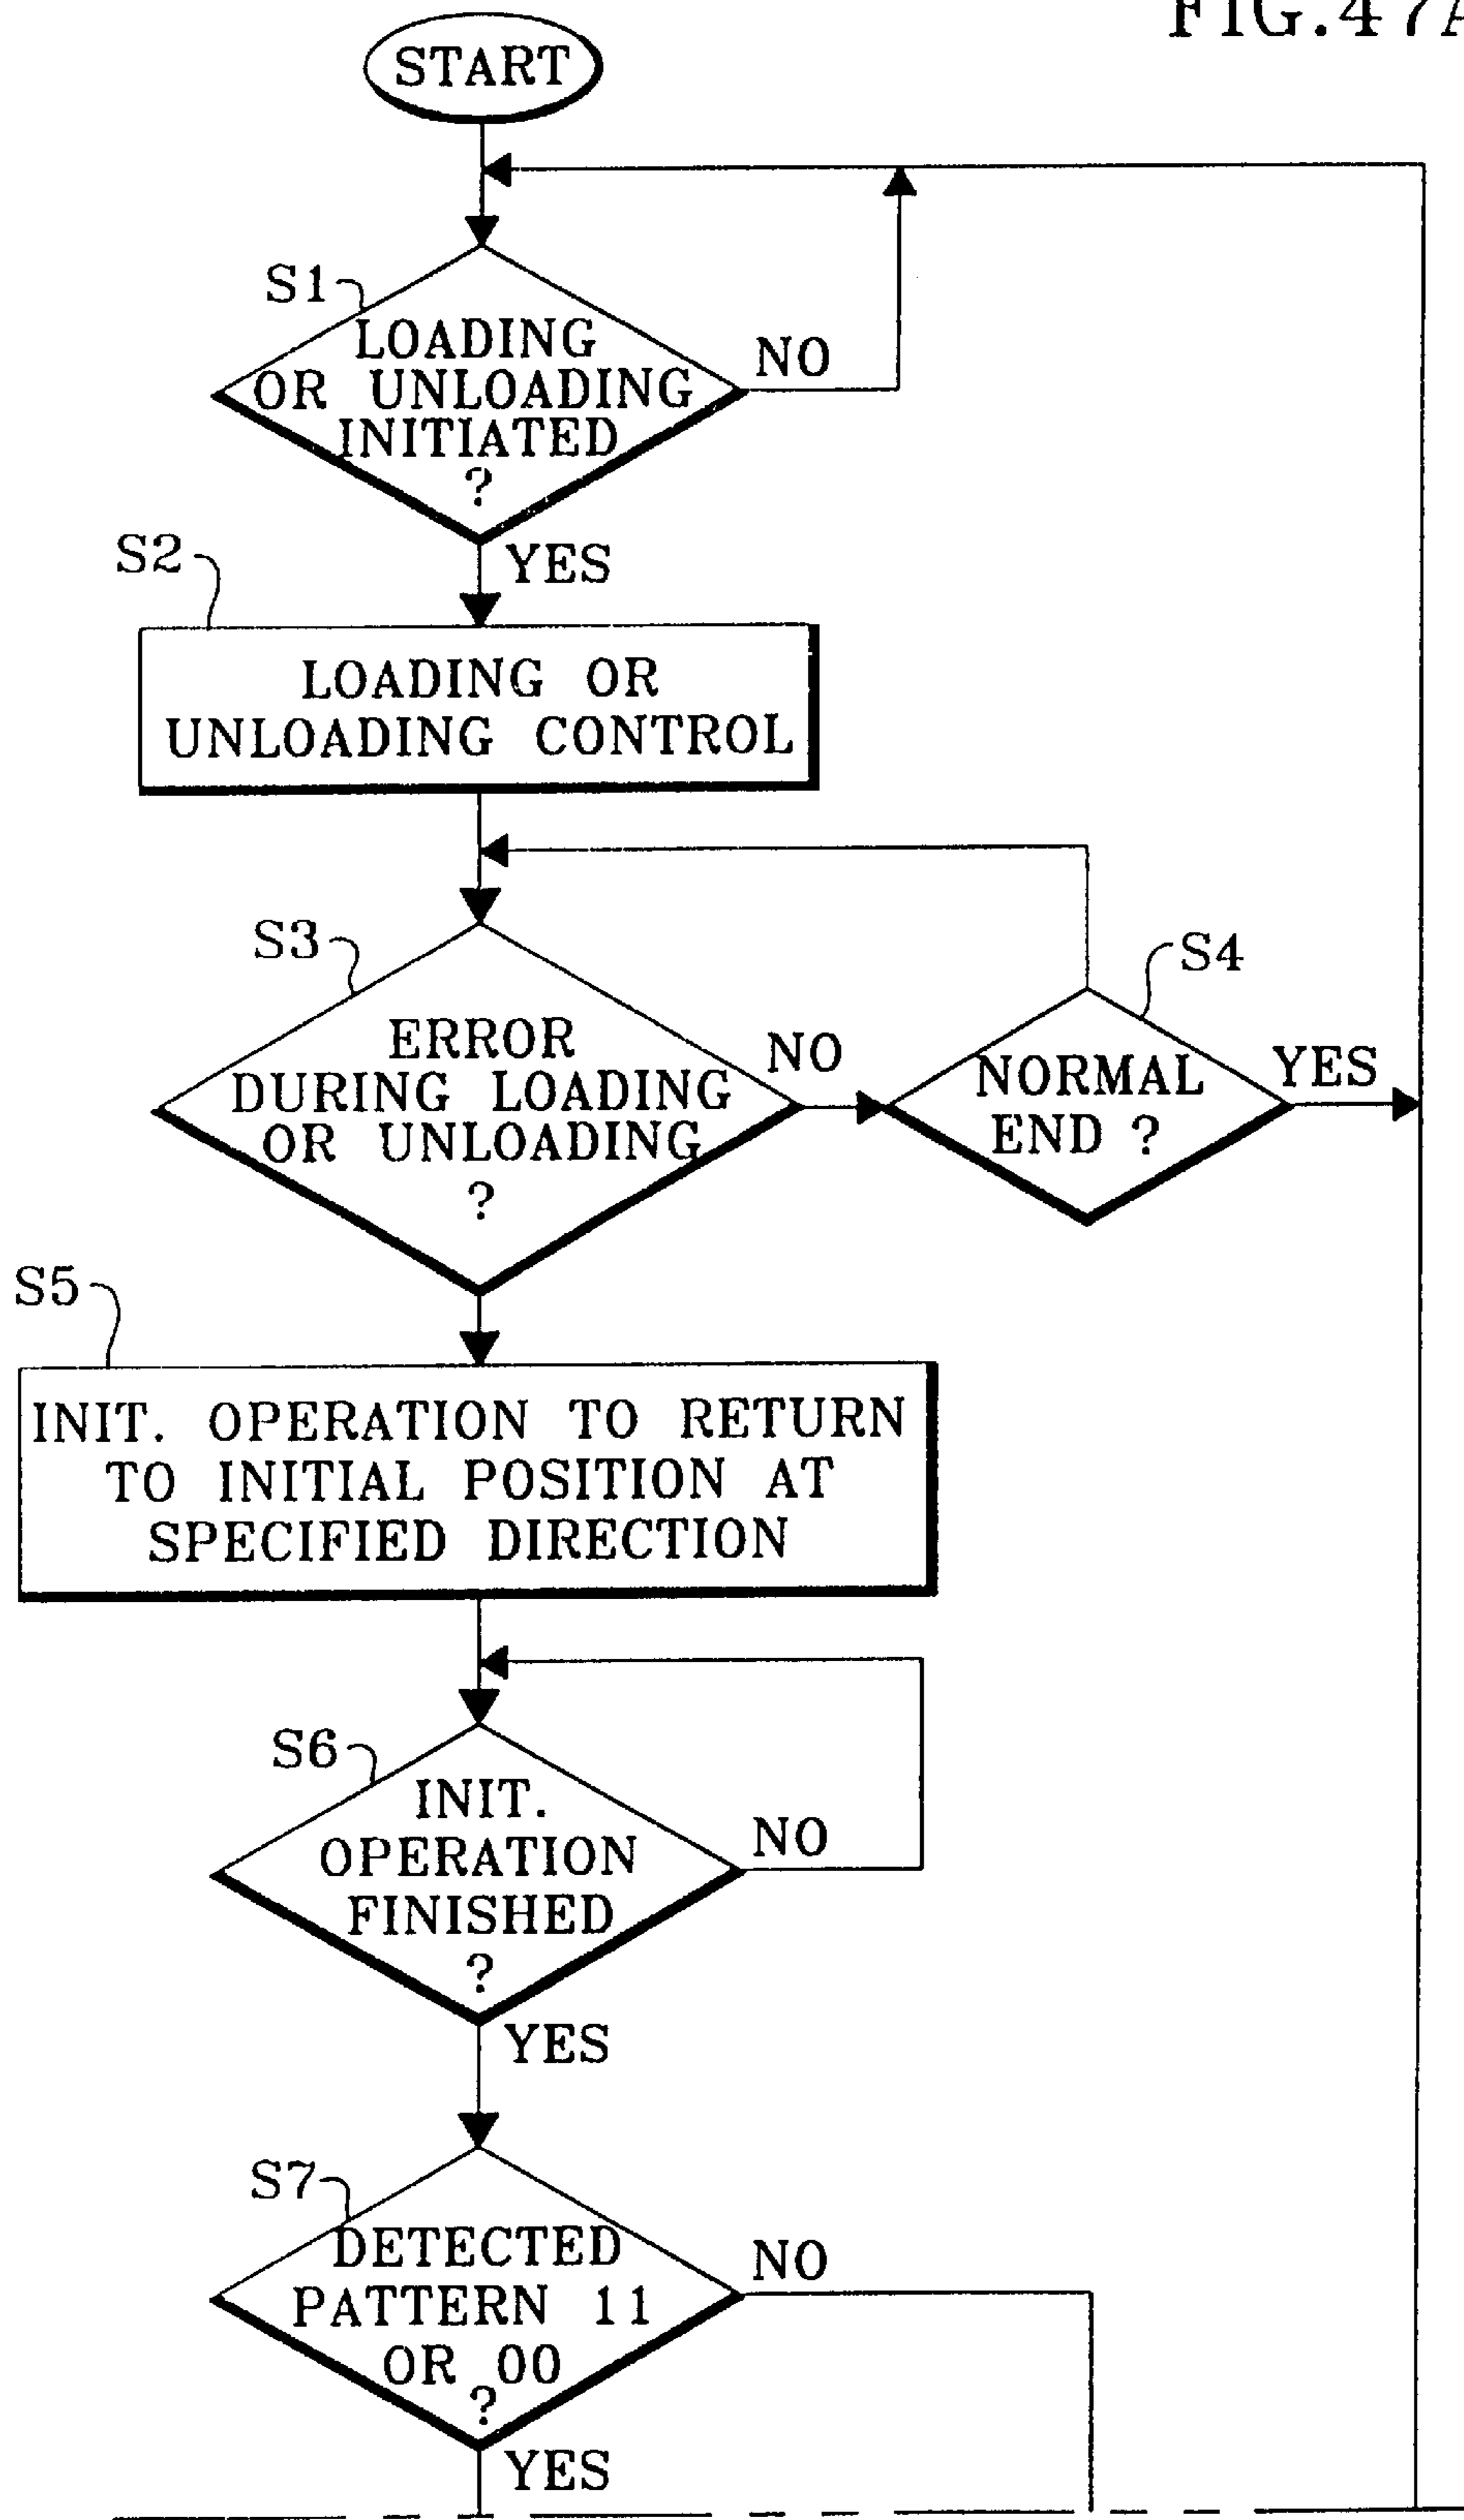 FIG.47A
START
S1
LOADING
OR UNLOADING
INITIATED
?
NO
YES
S2
LOADING OR
UNLOADING CONTROL
S3
ERROR
DURING LOADING
OR UNLOADING
?
NO
S4
NORMAL
END ?
YES
S5
INIT. OPERATION TO RETURN
TO INITIAL POSITION AT
SPECIFIED DIRECTION
S6
INIT.
OPERATION
FINISHED
?
NO
YES
S7
DETECTED
PATTERN 11
OR 00
?
NO
YES